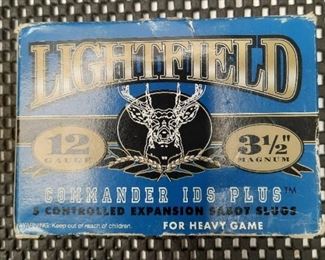 LIGHTFIELD
12
GAUGE
3½"
MAGNUM
COMMANDER IDS PLUS™
5 CONTROLLED EXPANSION SABOT SLUGS
WARNING: Keep out of reach of children.
FOR HEAVY GAME